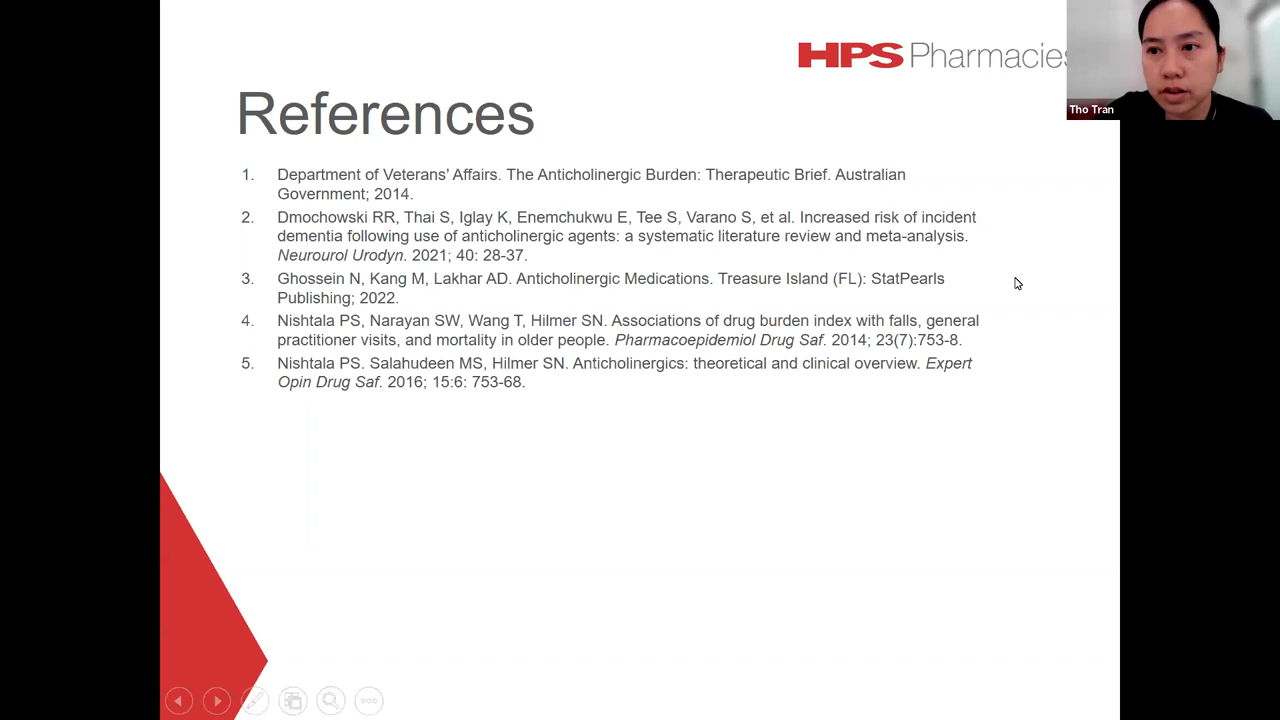 HPS Pharmacies
Tho Tran
References
1. Department of Veterans’ Affairs. The Anticholinergic Burden: Therapeutic Brief. Australian
Government; 2014.
2. Dmochowski RR, Thai S, Iglay K, Enemchukwu E, Tee S, Varano S, et al. Increased risk of incident
dementia following use of anticholinergic agents: a systematic literature review and meta-analysis.
Neurourol Urodyn. 2021; 40: 28-37.
3. Ghossein N, Kang M, Lakhar AD. Anticholinergic Medications. Treasure Island (FL): StatPearls
Publishing; 2022.
4. Nishtala PS, Narayan SW, Wang T, Hilmer SN. Associations of drug burden index with falls, general
practitioner visits, and mortality in older people. Pharmacoepidemiol Drug Saf. 2014; 23(7):753-8.
5. Nishtala PS. Salahudeen MS, Hilmer SN. Anticholinergics: theoretical and clinical overview. Expert
Opin Drug Saf. 2016; 15:6: 753-68.